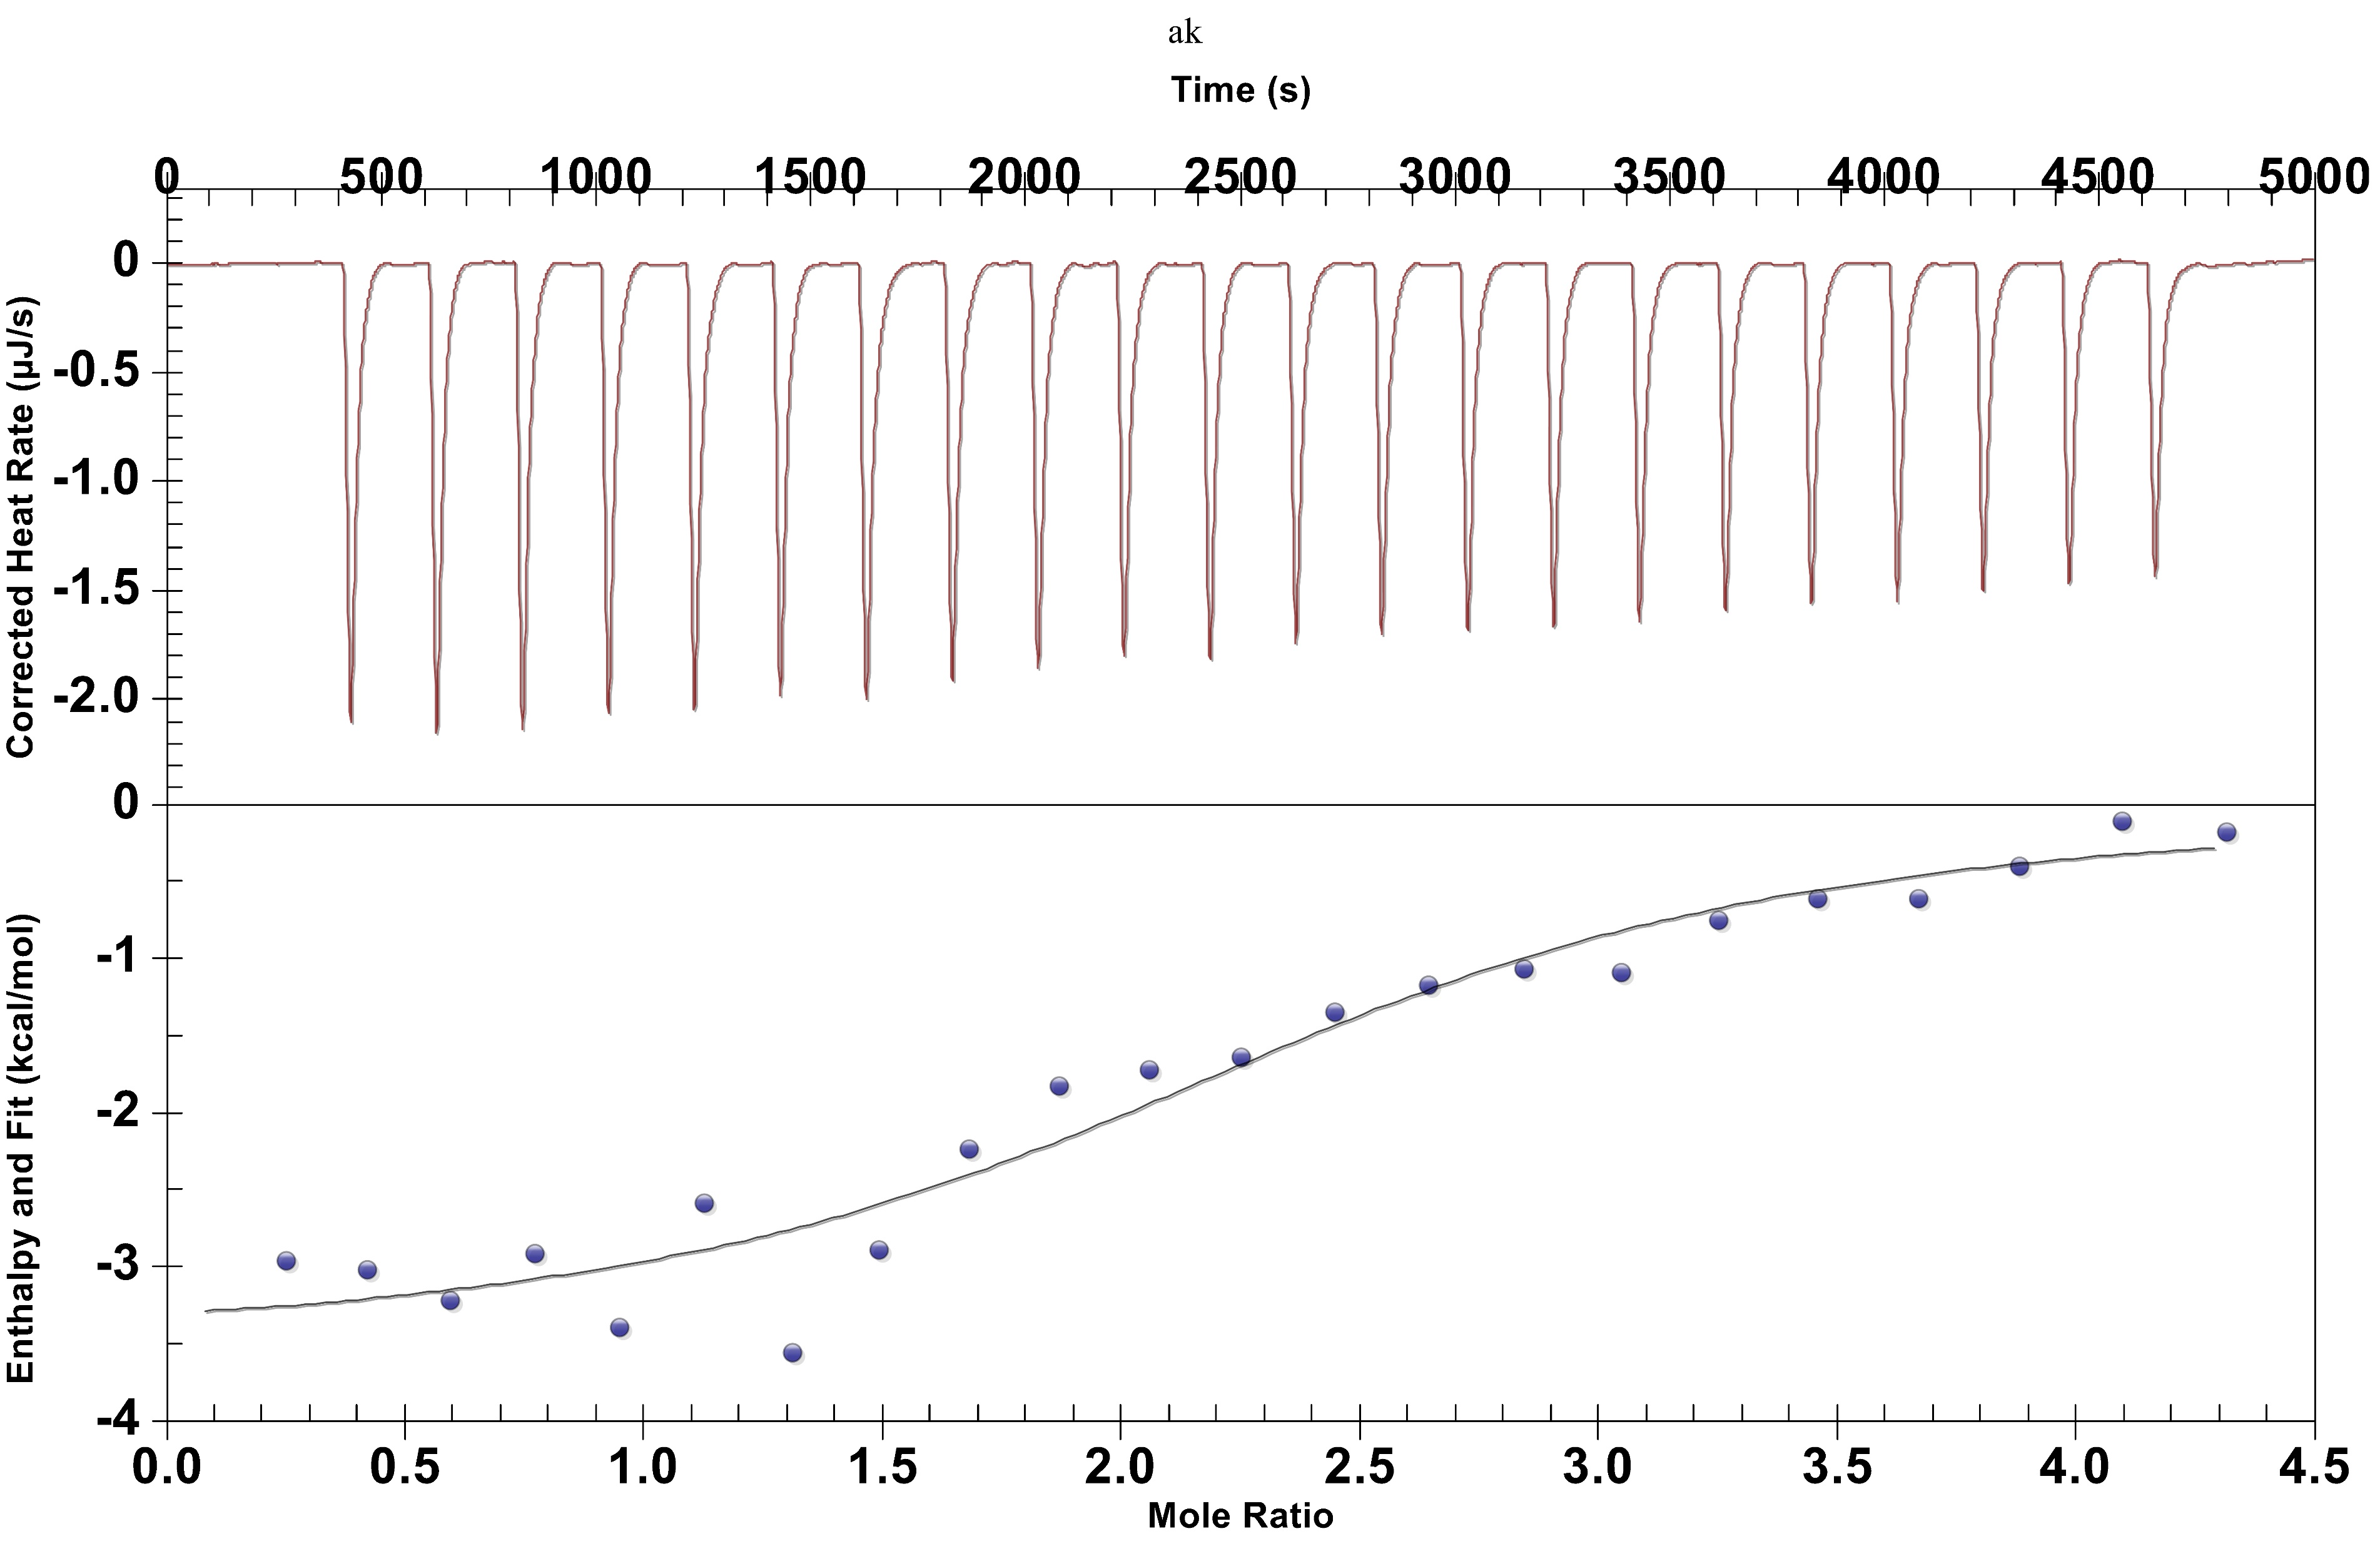 ak
Time (s)
0 500 1000 1500 2000 2500 3000 3500 4000 4500 5000
Corrected Heat Rate (µJ/s)
0
-0.5
-1.0
-1.5
-2.0
Enthalpy and Fit (kcal/mol)
0
-1
-2
-3
-4
0.0 0.5 1.0 1.5 2.0 2.5 3.0 3.5 4.0 4.5
Mole Ratio